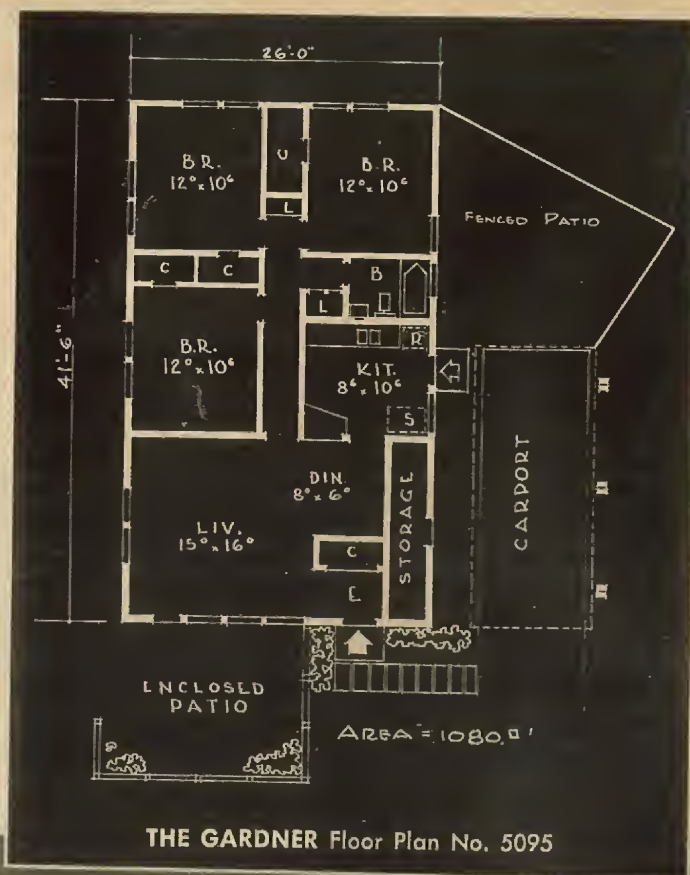 26'-0"
B.R.
12⁰ x 10⁶
B.R.
12⁰ x 10⁶
L
FENCED PATIO
C
C
B
L
41'-6"
B.R.
12⁰ x 10⁶
R
KIT.
8⁶ x 10⁶
S
DIN.
8⁰ x 6⁰
LIV.
15⁰ x 16⁰
C
E
STORAGE
CARPORT
ENCLOSED
PATIO
AREA = 1080 □'
THE GARDNER Floor Plan No. 5095